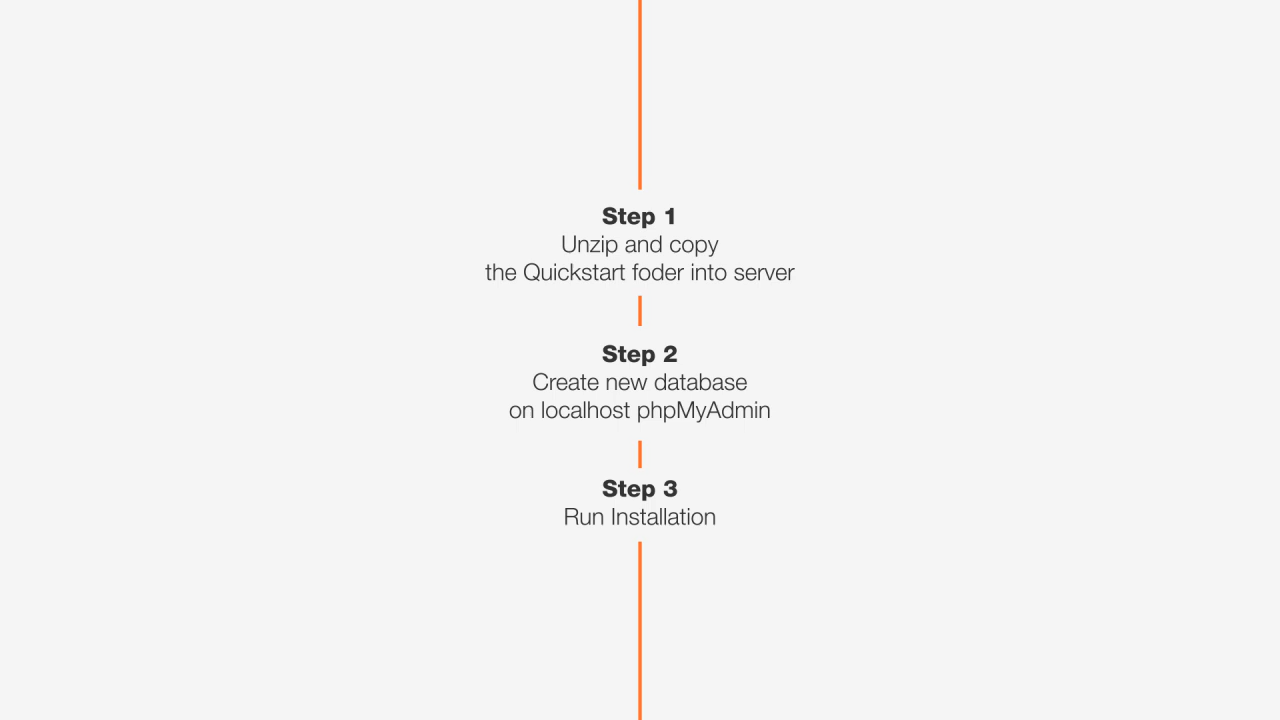 Step 1
Unzip and copy
the Quickstart foder into server
Step 2
Create new database
on localhost phpMyAdmin
Step 3
Run Installation